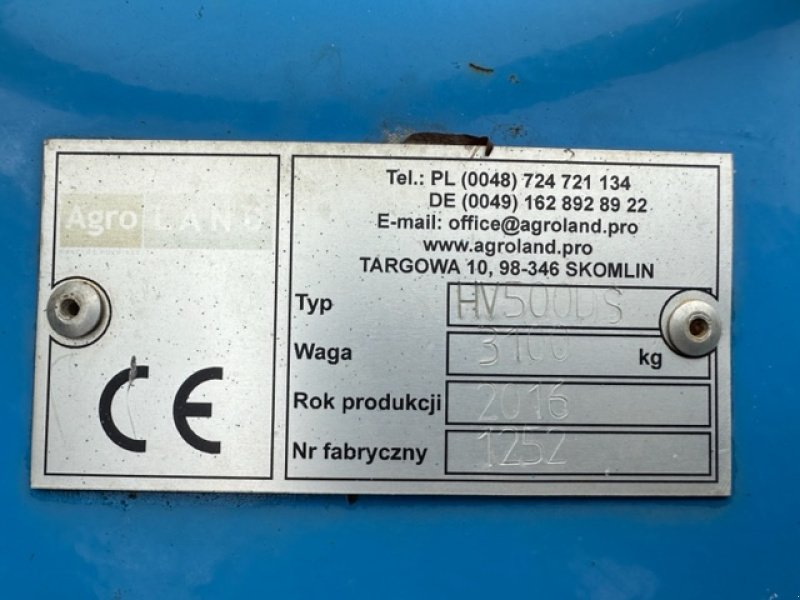 Agro LAND
Tel.: PL (0048) 724 721 134
DE (0049) 162 892 89 22
E-mail: office@agroland.pro
www.agroland.pro
TARGOWA 10, 98-346 SKOMLIN
Typ HV500DS
Waga 3100 kg
Rok produkcji 2016
Nr fabryczny 1252
CE